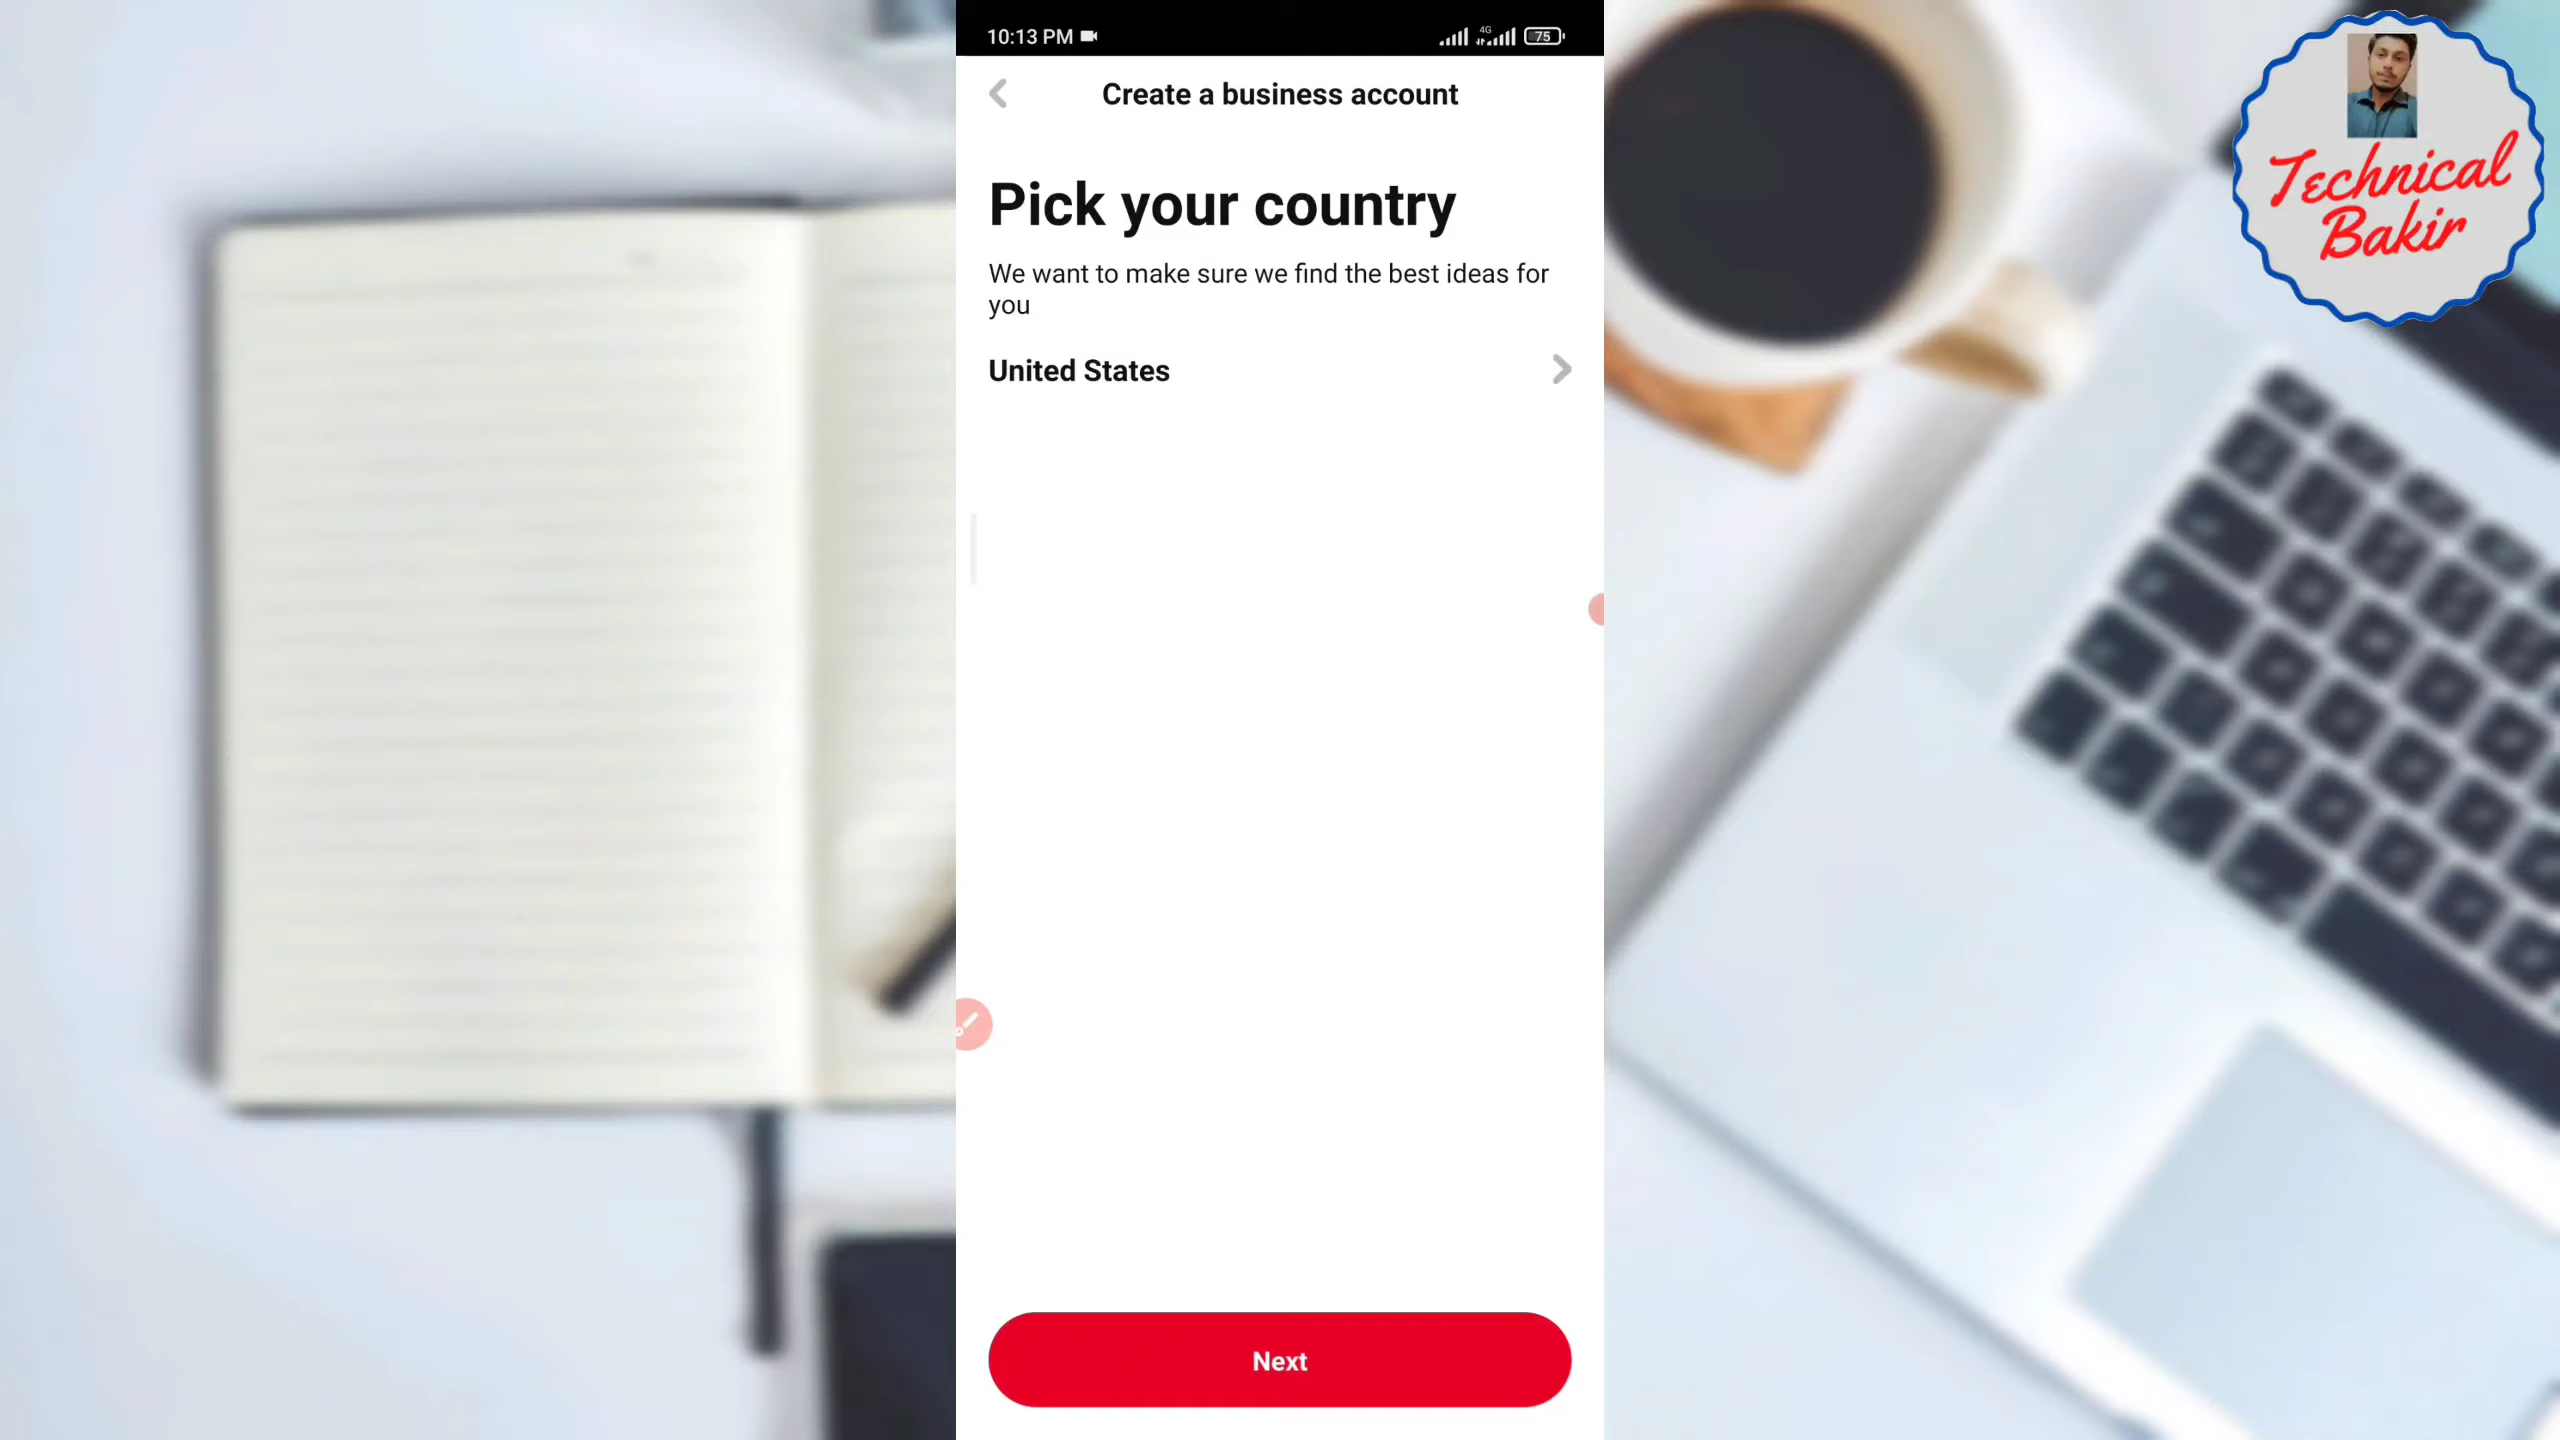 10:13 PM
4G
75
Create a business account
Pick your country
We want to make sure we find the best ideas for
you
United States
Next
Technical
Bakir